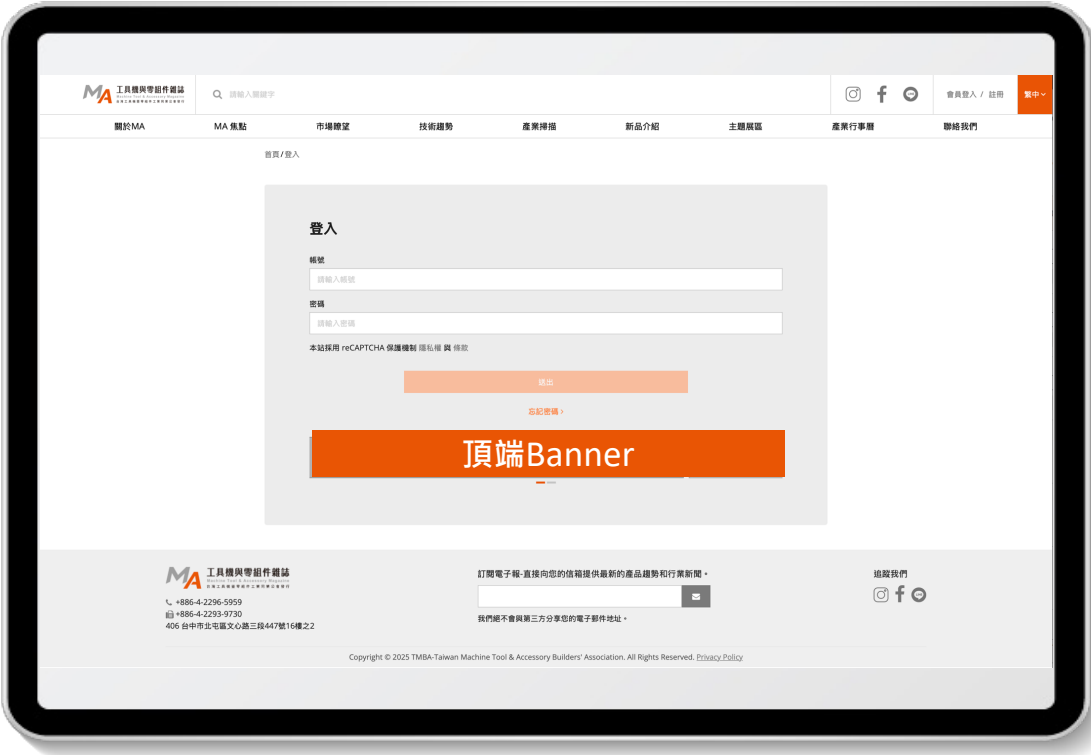 MA 工具機與零組件雜誌
Machine Tool & Accessory Magazine
請輸入關鍵字
會員登入 / 註冊
繁中
關於MA
MA 焦點
市場瞭望
技術趨勢
產業掃描
新品介紹
主題展區
產業行事曆
聯絡我們
首頁/登入
登入
帳號
請輸入帳號
密碼
請輸入密碼
本站採用 reCAPTCHA 保護機制 隱私權 與 條款
送出
忘記密碼 >
頂端Banner
MA 工具機與零組件雜誌
Machine Tool & Accessory Magazine
+886-4-2296-5959
+886-4-2293-9730
406 台中市北屯區文心路三段447號16樓之2
訂閱電子報-直接向您的信箱提供最新的產品趨勢和行業新聞。
我們絕不會與第三方分享您的電子郵件地址。
追蹤我們
Copyright © 2025 TMBA-Taiwan Machine Tool & Accessory Builders' Association. All Rights Reserved. Privacy Policy